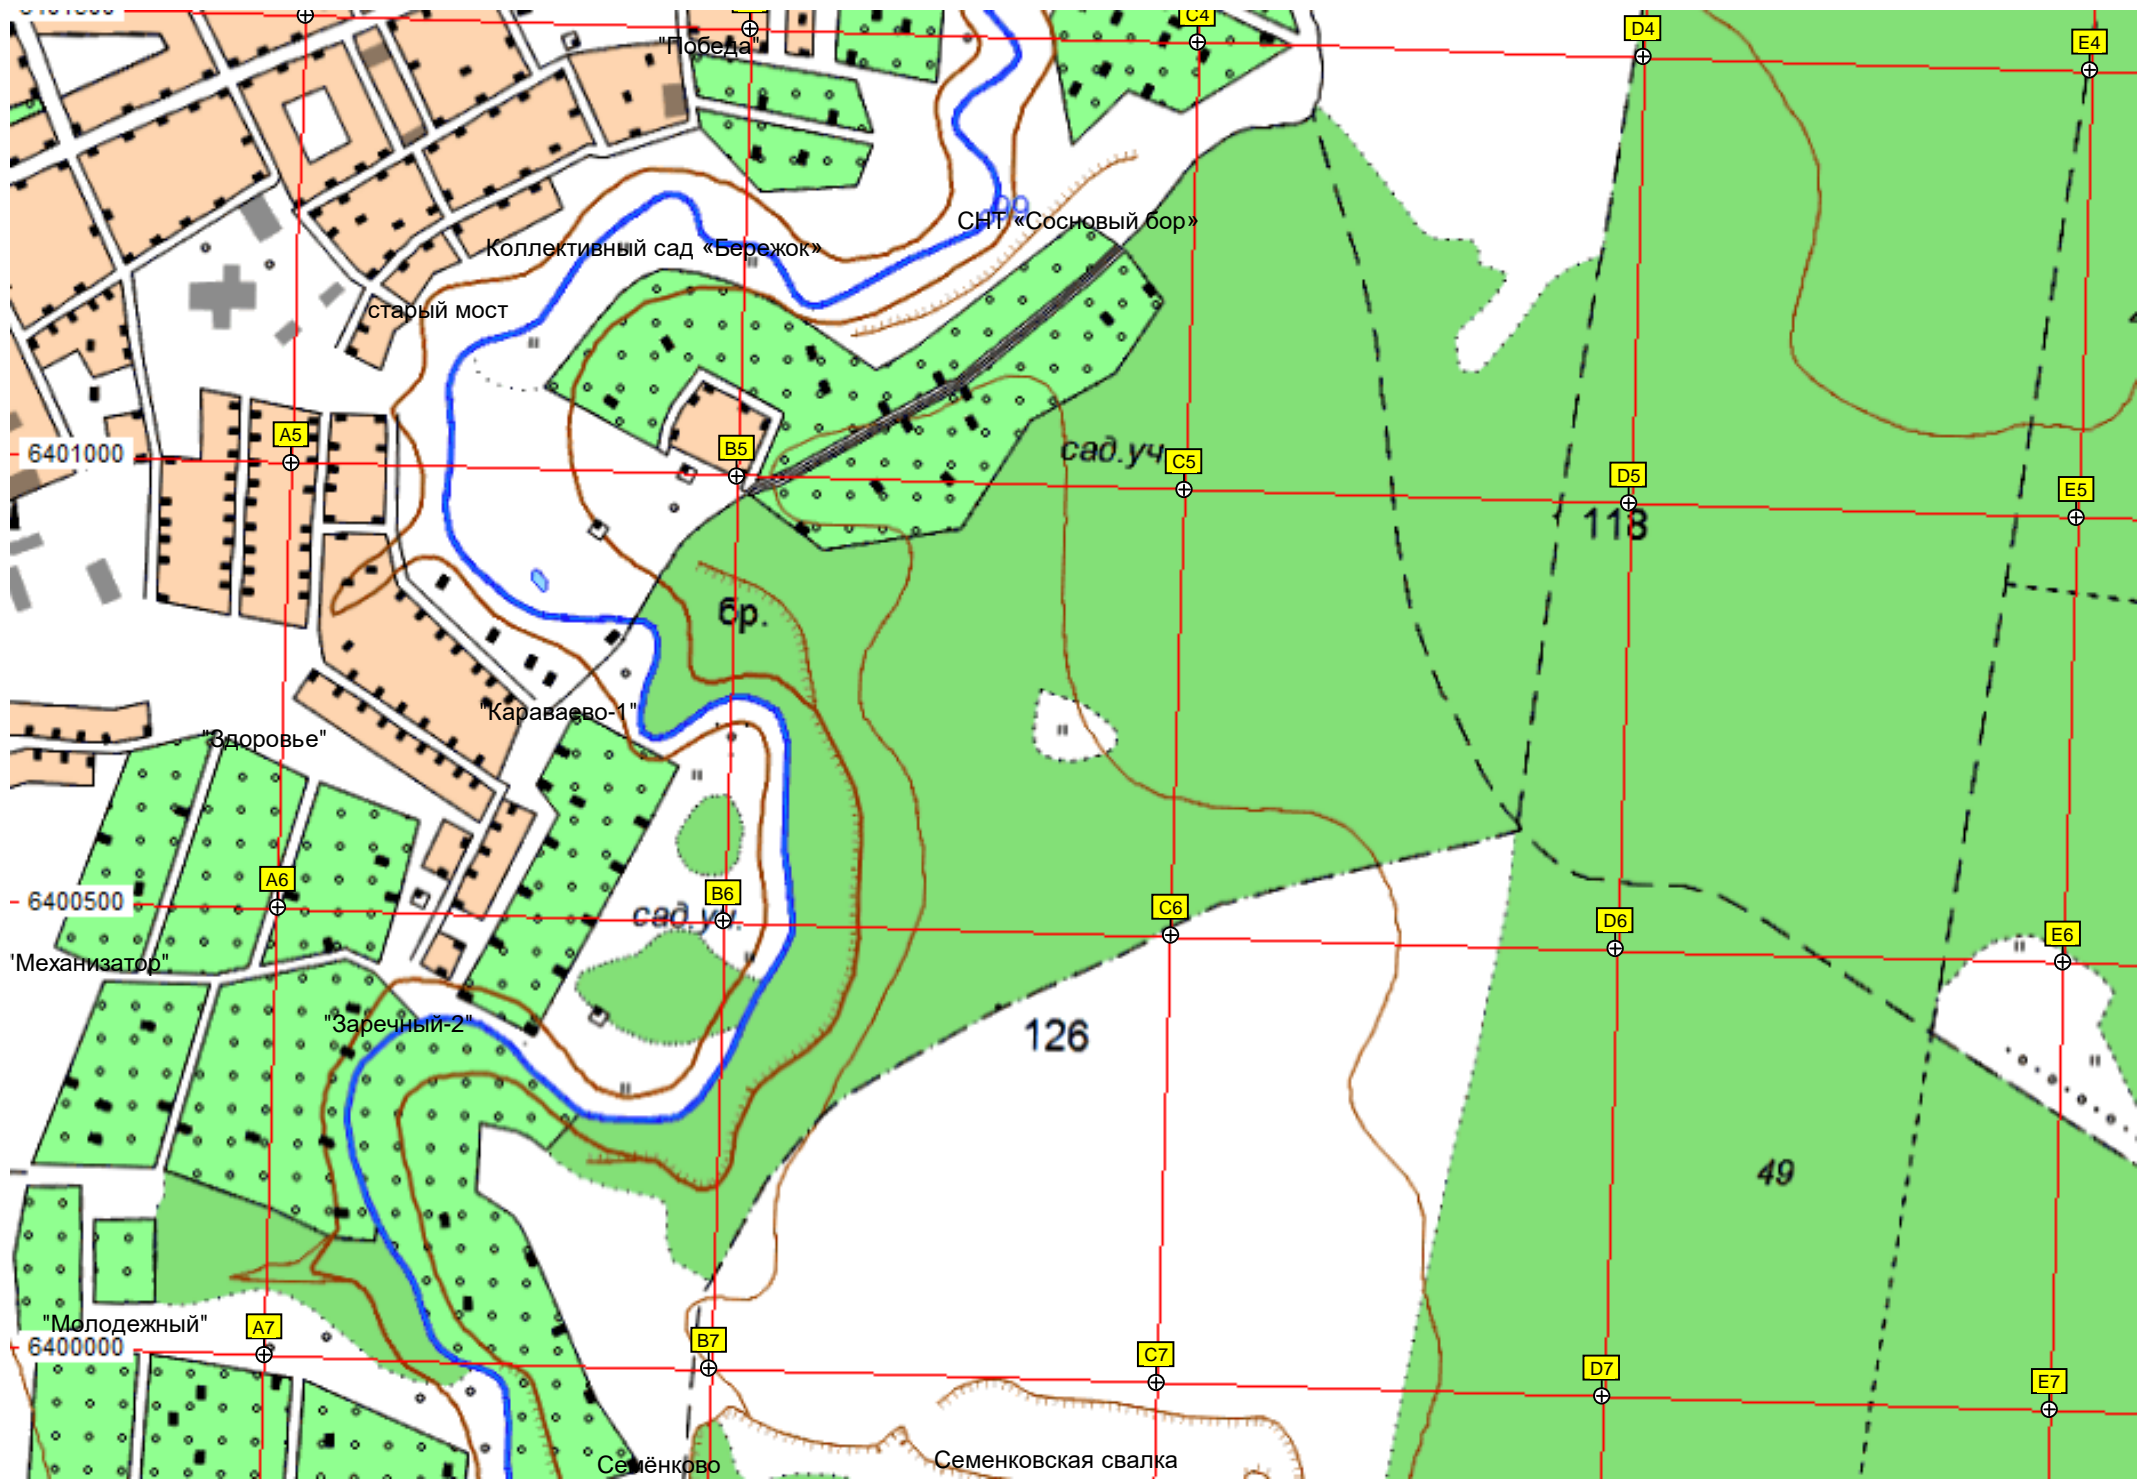 C4
D4
E4
"Победа"
99
СНТ «Сосновый бор»
Коллективный сад «Бережок»
старый мост
A5
B5
C5
D5
E5
6401000
сад.уч
118
бр.
"Караваево-1"
"Здоровье"
A6
B6
C6
D6
E6
6400500
сад.уч.
"Механизатор"
"Заречный-2"
126
49
"Молодежный"
A7
B7
C7
D7
E7
6400000
Семёнково
Семенковская свалка